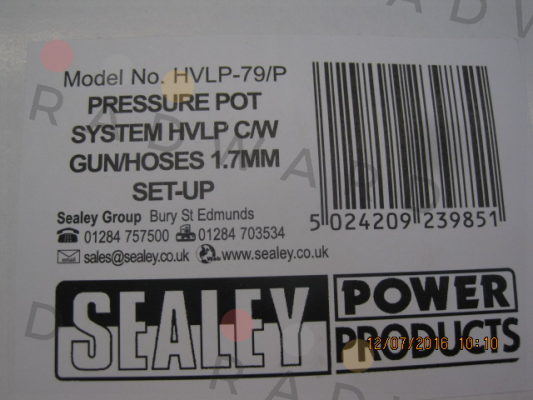 Model No. HVLP-79/P
PRESSURE POT
SYSTEM HVLP C/W
GUN/HOSES 1.7MM
SET-UP
Sealey Group Bury St Edmunds
01284 757500 01284 703534
sales@sealey.co.uk www.sealey.co.uk
5 024209 239851
SEALEY
POWER
PRODUCTS
12/07/2016 10:10
RADWARD
RADWARD